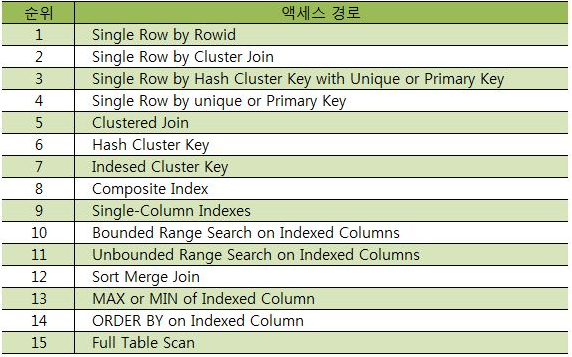 순위 액세스 경로
1 Single Row by Rowid
2 Single Row by Cluster Join
3 Single Row by Hash Cluster Key with Unique or Primary Key
4 Single Row by unique or Primary Key
5 Clustered Join
6 Hash Cluster Key
7 Indesed Cluster Key
8 Composite Index
9 Single-Column Indexes
10 Bounded Range Search on Indexed Columns
11 Unbounded Range Search on Indexed Columns
12 Sort Merge Join
13 MAX or MIN of Indexed Column
14 ORDER BY on Indexed Column
15 Full Table Scan